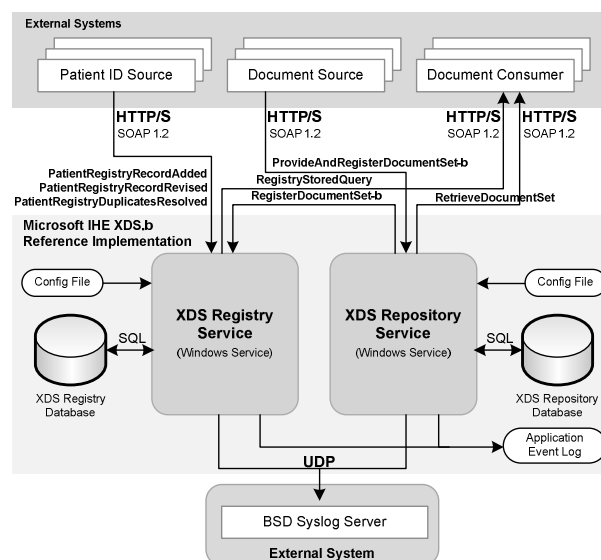 External Systems
Patient ID Source
Document Source
Document Consumer
HTTP/S
SOAP 1.2
HTTP/S
SOAP 1.2
HTTP/S
SOAP 1.2
HTTP/S
SOAP 1.2
ProvideAndRegisterDocumentSet-b
PatientRegistryRecordAdded
PatientRegistryRecordRevised
PatientRegistryDuplicatesResolved
RegistryStoredQuery
RegisterDocumentSet-b
RetrieveDocumentSet
Microsoft IHE XDS.b
Reference Implementation
Config File
XDS Registry
Service
(Windows Service)
XDS Repository
Service
(Windows Service)
Config File
SQL
SQL
XDS Registry
Database
XDS Repository
Database
Application
Event Log
UDP
BSD Syslog Server
External System